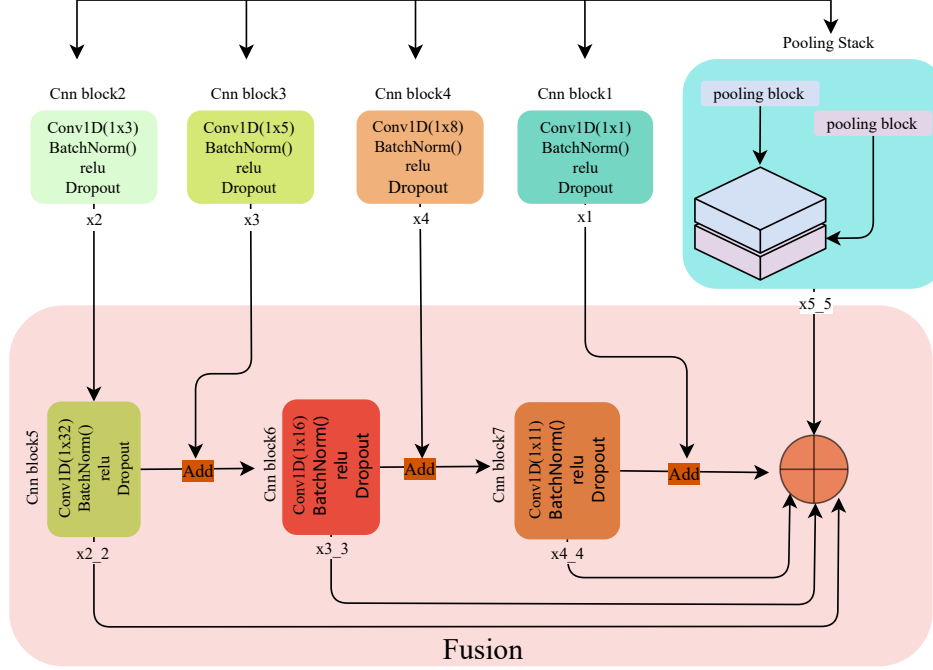 Pooling Stack
Cnn block2
Conv1D(1x3)
BatchNorm()
relu
Dropout
x2
Cnn block3
Conv1D(1x5)
BatchNorm()
relu
Dropout
x3
Cnn block4
Conv1D(1x8)
BatchNorm()
relu
Dropout
x4
Cnn block1
Conv1D(1x1)
BatchNorm()
relu
Dropout
x1
pooling block
pooling block
x5_5
Cnn block5
Conv1D(1x32)
BatchNorm()
relu
Dropout
x2_2
Add
Cnn block6
Conv1D(1x16)
BatchNorm()
relu
Dropout
x3_3
Add
Cnn block7
Conv1D(1x11)
BatchNorm()
relu
Dropout
x4_4
Add
Fusion